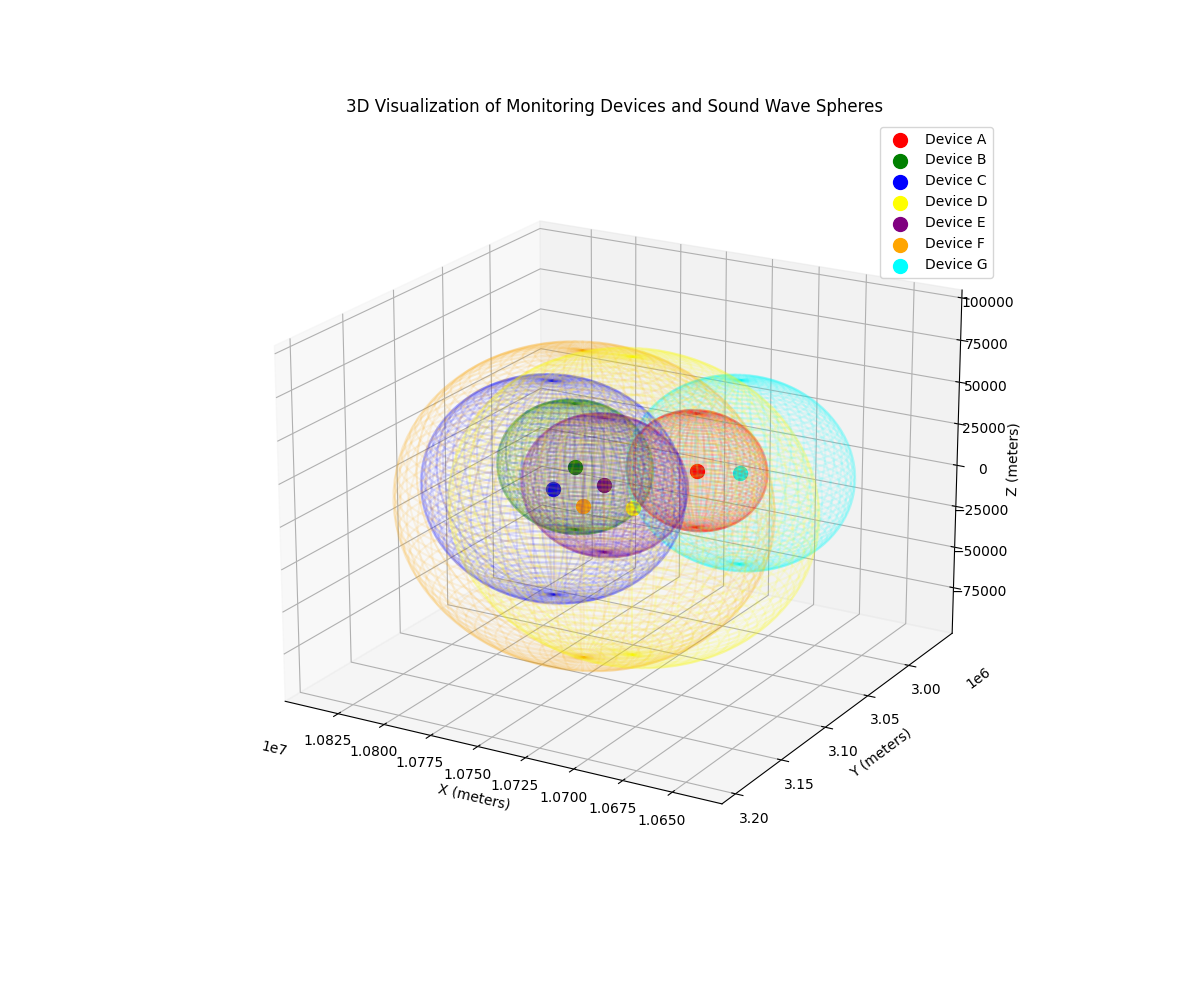 3D Visualization of Monitoring Devices and Sound Wave Spheres
Device A
Device B
Device C
Device D
Device E
Device F
Device G
100000
75000
50000
25000
0
−25000
−50000
−75000
Z (meters)
1e6
3.00
3.05
3.10
3.15
3.20
Y (meters)
1e7
1.0825
1.0800
1.0775
1.0750
1.0725
1.0700
1.0675
1.0650
X (meters)